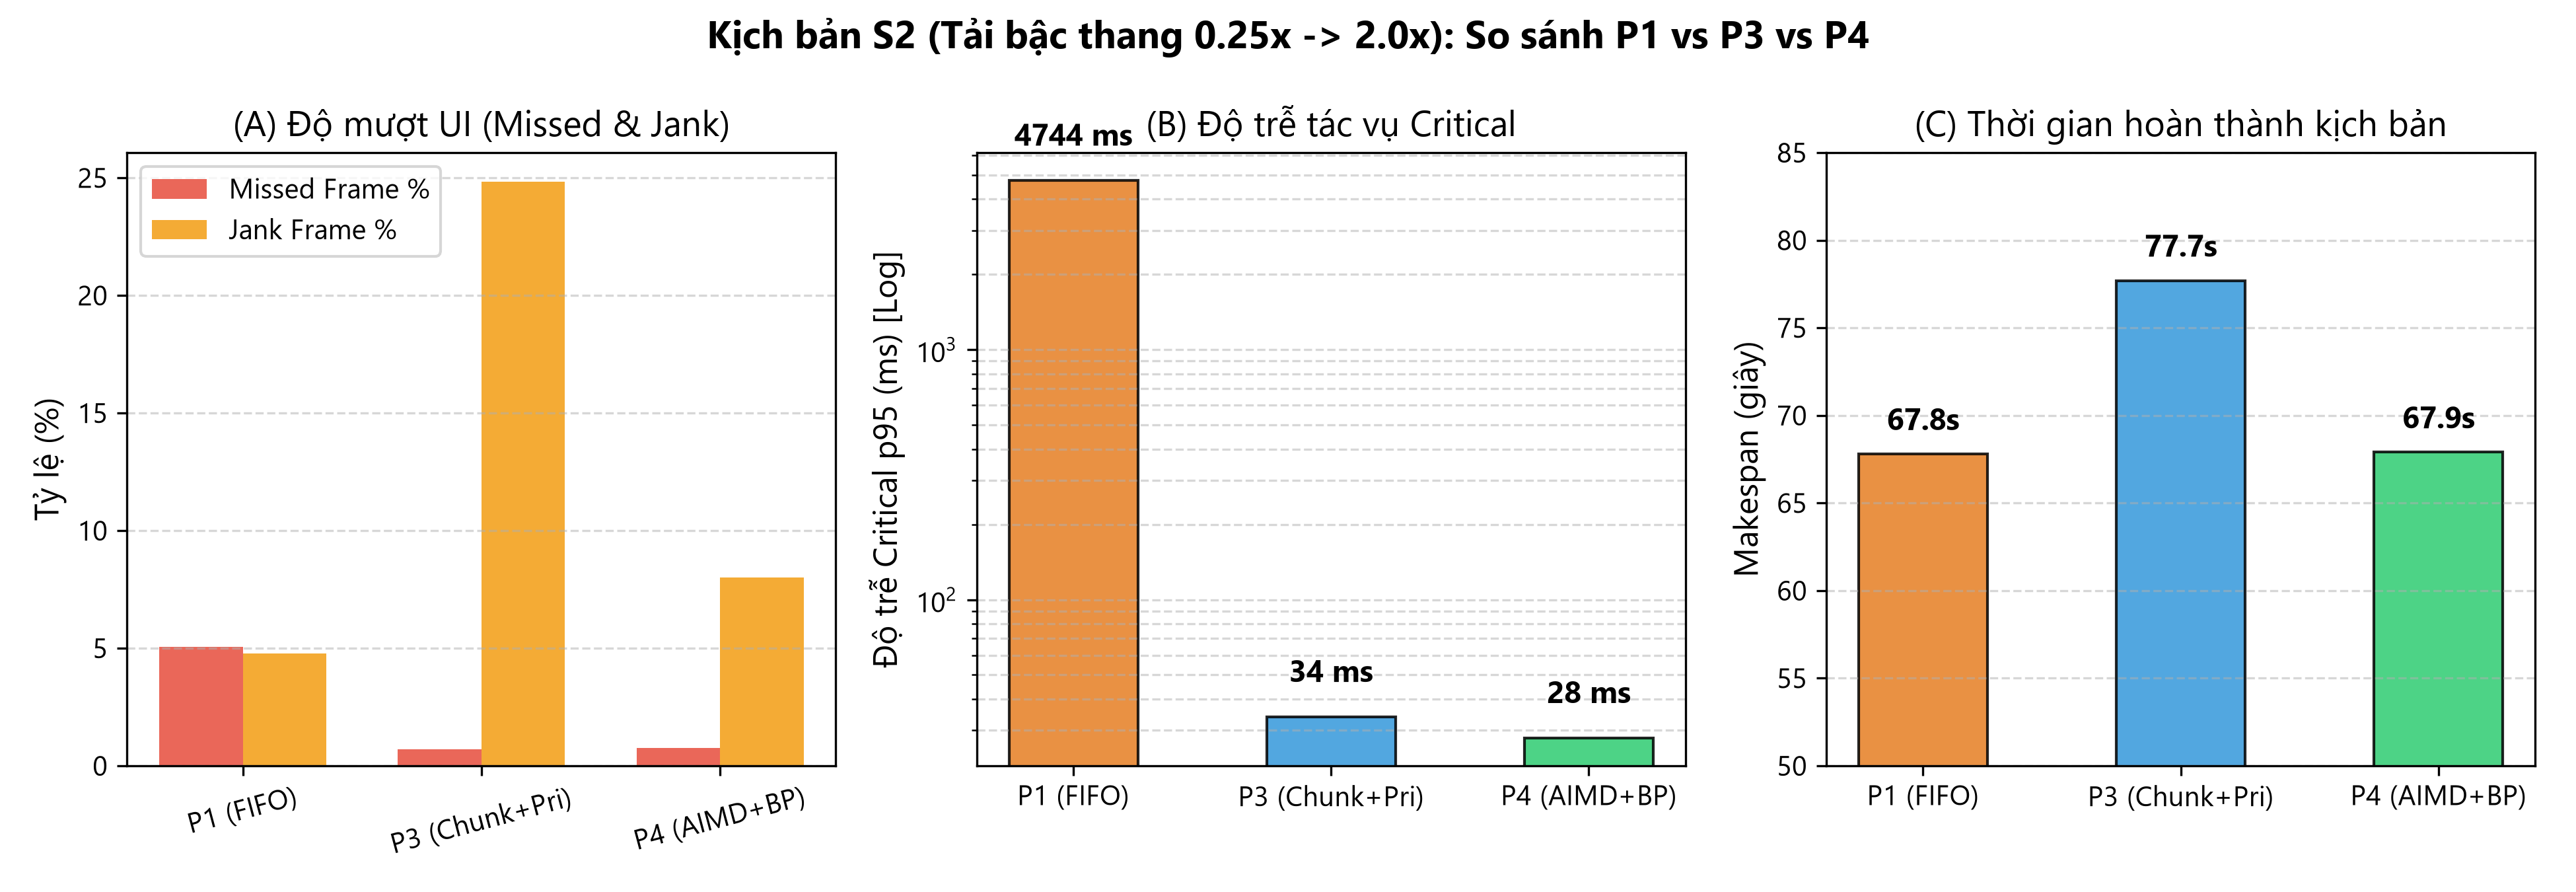 Kịch bản S2 (Tải bậc thang 0.25x -> 2.0x): So sánh P1 vs P3 vs P4
(A) Độ mượt UI (Missed & Jank)
Tỷ lệ (%)
25
20
15
10
5
0
Missed Frame %
Jank Frame %
P1 (FIFO)
P3 (Chunk+Pri)
P4 (AIMD+BP)
(B) Độ trễ tác vụ Critical
Độ trễ Critical p95 (ms) [Log]
10³
10²
4744 ms
34 ms
28 ms
P1 (FIFO)
P3 (Chunk+Pri)
P4 (AIMD+BP)
(C) Thời gian hoàn thành kịch bản
Makespan (giây)
85
80
75
70
65
60
55
50
67.8s
77.7s
67.9s
P1 (FIFO)
P3 (Chunk+Pri)
P4 (AIMD+BP)